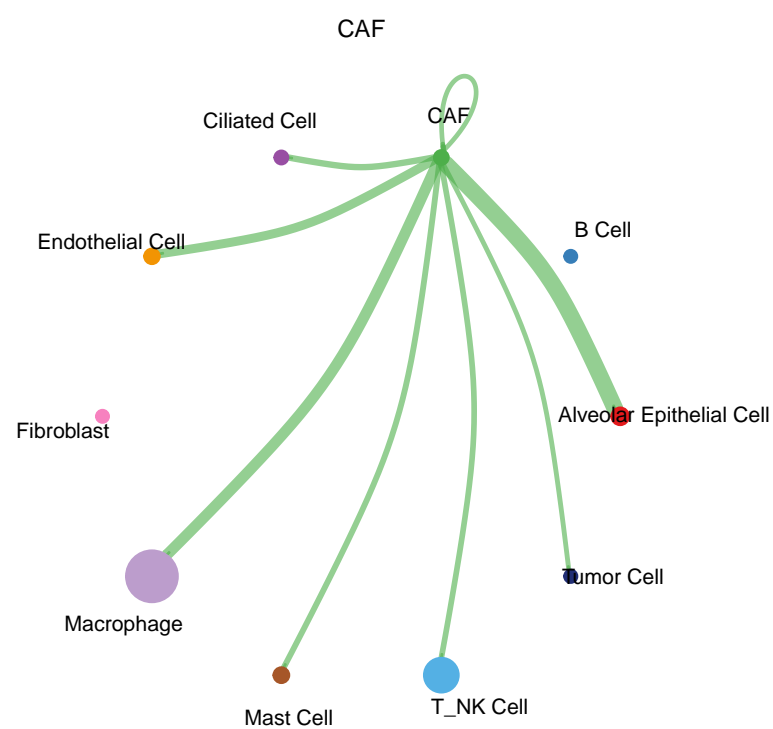 CAF
CAF
Ciliated Cell
B Cell
Endothelial Cell
Alveolar Epithelial Cell
Fibroblast
Tumor Cell
Macrophage
T_NK Cell
Mast Cell